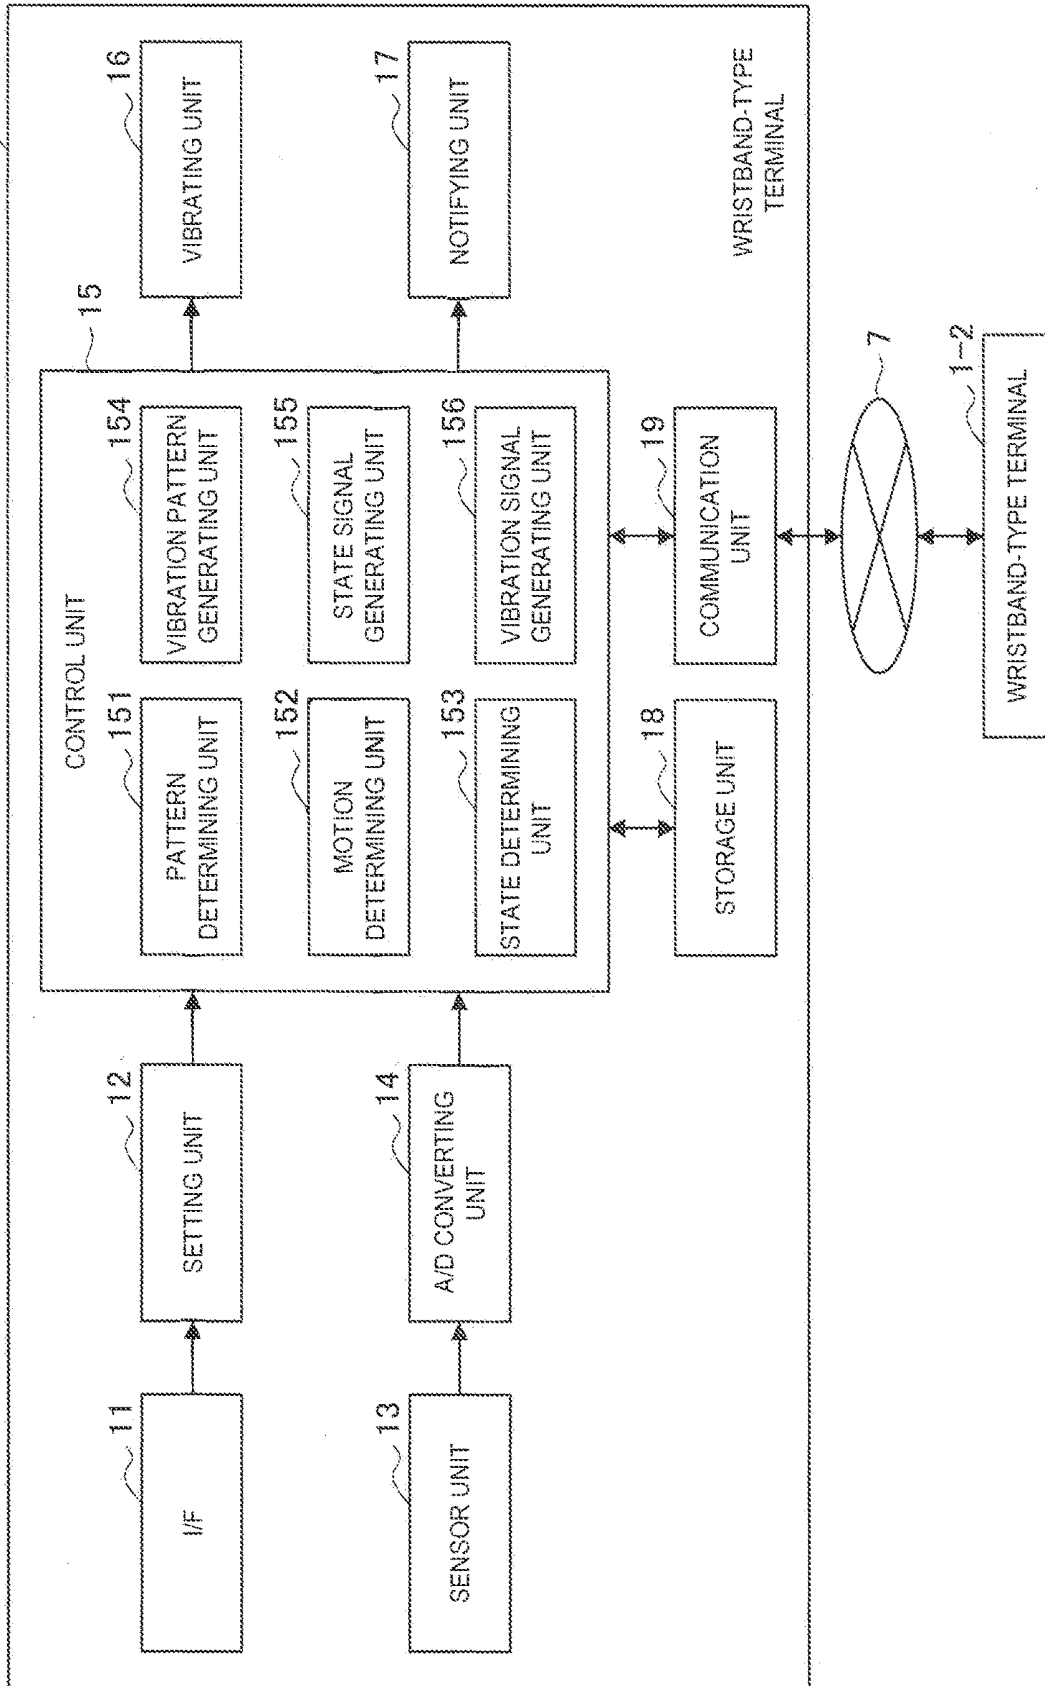 11
I/F
12
SETTING UNIT
13
SENSOR UNIT
14
A/D CONVERTING
UNIT
15
CONTROL UNIT
151
PATTERN
DETERMINING UNIT
152
MOTION
DETERMINING UNIT
153
STATE DETERMINING
UNIT
154
VIBRATION PATTERN
GENERATING UNIT
155
STATE SIGNAL
GENERATING UNIT
156
VIBRATION SIGNAL
GENERATING UNIT
16
VIBRATING UNIT
17
NOTIFYING UNIT
18
STORAGE UNIT
19
COMMUNICATION
UNIT
WRISTBAND-TYPE
TERMINAL
7
1-2
WRISTBAND-TYPE TERMINAL